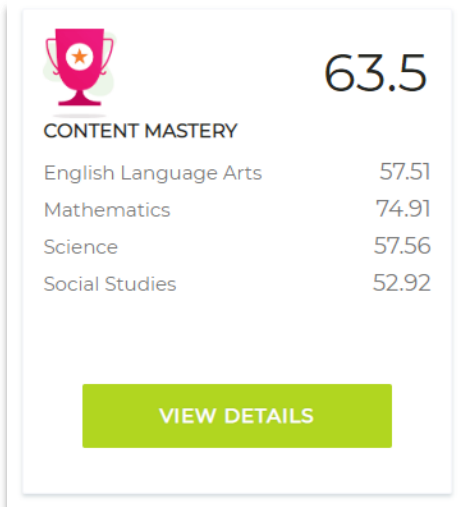 63.5
CONTENT MASTERY
English Language Arts 57.51
Mathematics 74.91
Science 57.56
Social Studies 52.92
VIEW DETAILS